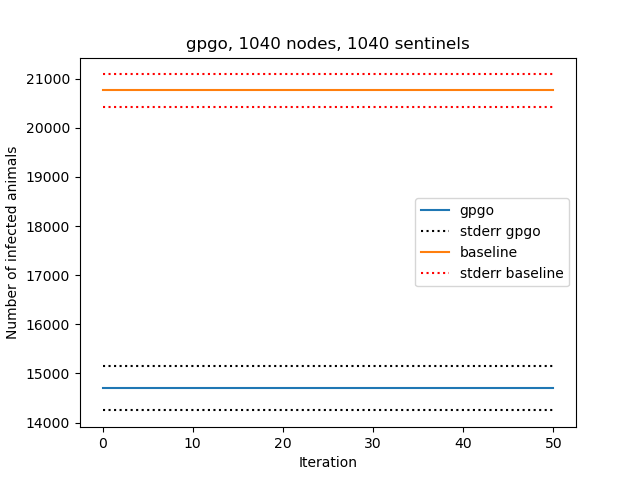 gpgo, 1040 nodes, 1040 sentinels
Number of infected animals
21000
20000
19000
18000
17000
16000
15000
14000
gpgo
stderr gpgo
baseline
stderr baseline
0 10 20 30 40 50
Iteration